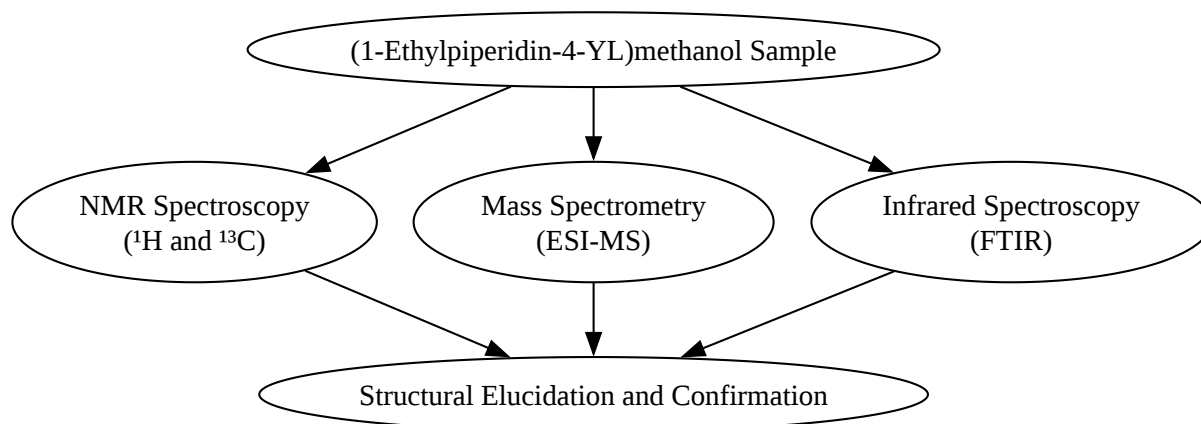 (1-Ethylpiperidin-4-YL)methanol Sample
NMR Spectroscopy
(¹H and ¹³C)
Mass Spectrometry
(ESI-MS)
Infrared Spectroscopy
(FTIR)
Structural Elucidation and Confirmation